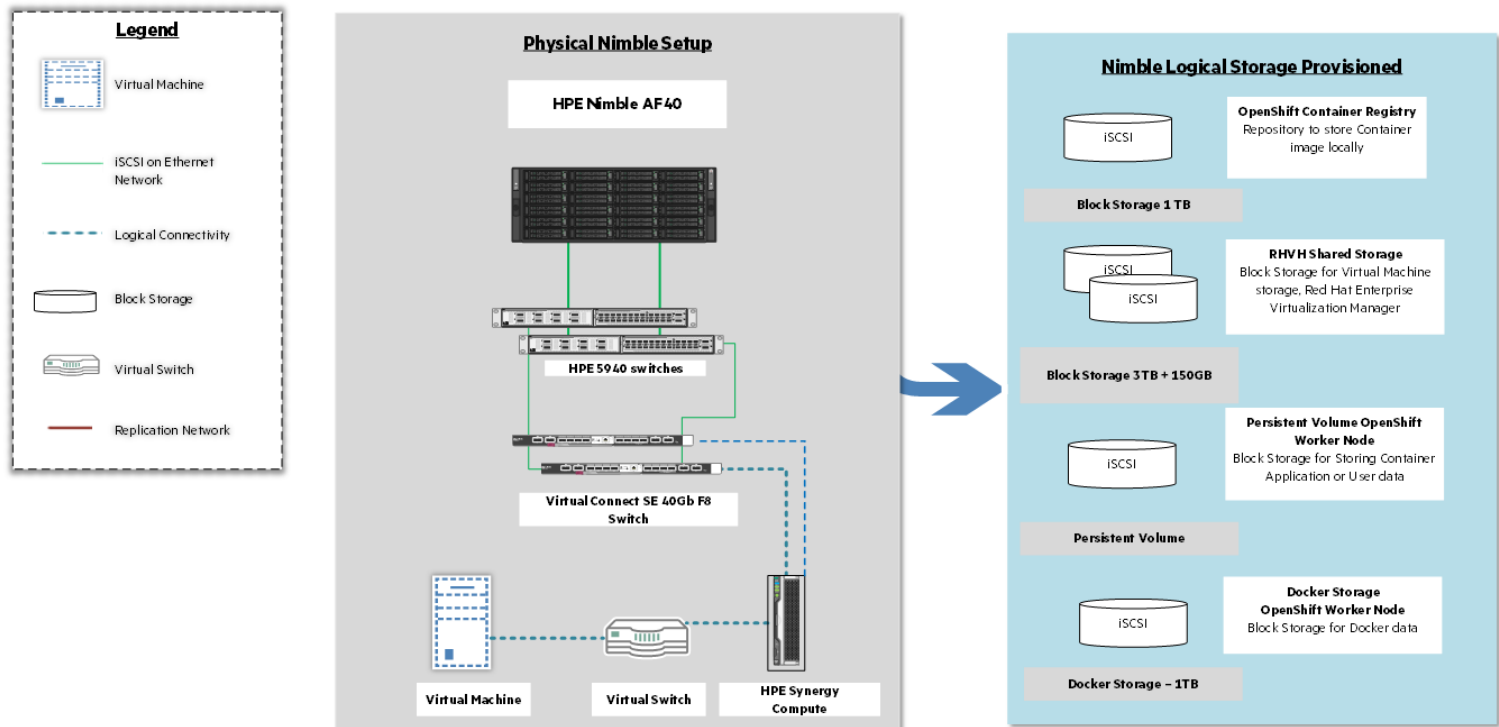 Legend
Virtual Machine
iSCSI on Ethernet
Network
Logical Connectivity
Block Storage
Virtual Switch
Replication Network
Physical Nimble Setup
HPE Nimble AF40
HPE 5940 switches
Virtual Connect SE 40Gb F8
Switch
Virtual Machine
Virtual Switch
HPE Synergy
Compute
Nimble Logical Storage Provisioned
iSCSI
OpenShift Container Registry
Repository to store Container
image locally
Block Storage 1 TB
iSCSI
iSCSI
RHVH Shared Storage
Block Storage for Virtual Machine
storage, Red Hat Enterprise
Virtualization Manager
Block Storage 3TB + 150GB
iSCSI
Persistent Volume OpenShift
Worker Node
Block Storage for Storing Container
Application or User data
Persistent Volume
iSCSI
Docker Storage
OpenShift Worker Node
Block Storage for Docker data
Docker Storage – 1TB